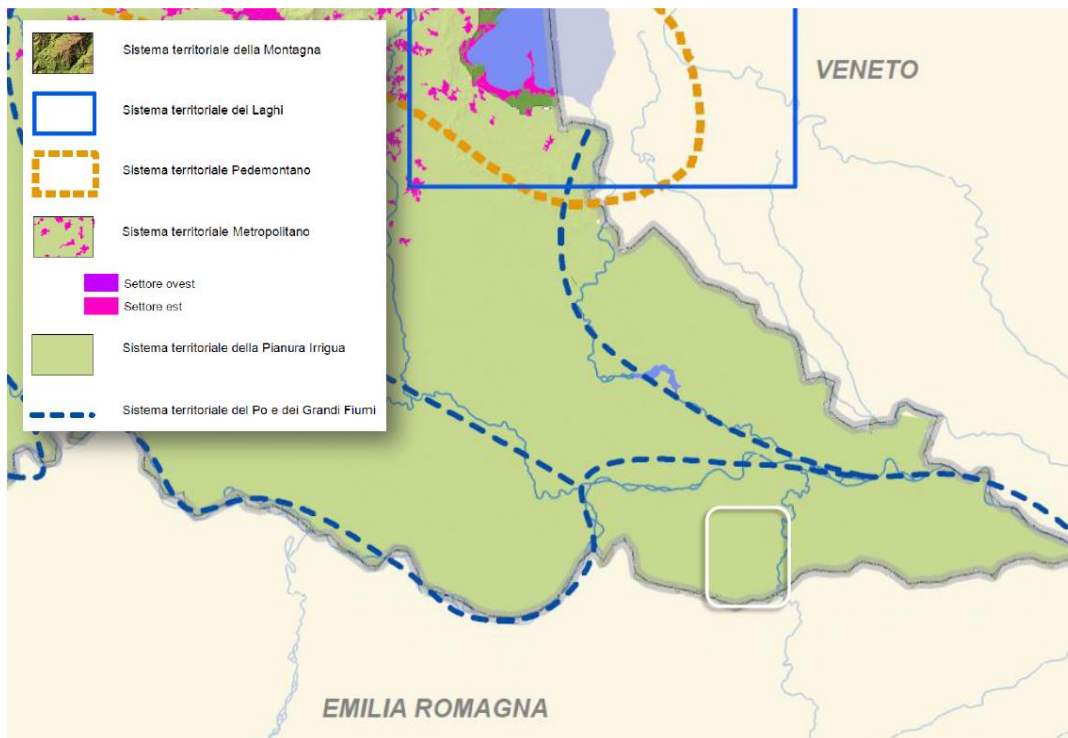 Sistema territoriale della Montagna
Sistema territoriale dei Laghi
Sistema territoriale Pedemontano
Sistema territoriale Metropolitano
Settore ovest
Settore est
Sistema territoriale della Pianura Irrigua
Sistema territoriale del Po e dei Grandi Fiumi
VENETO
EMILIA ROMAGNA